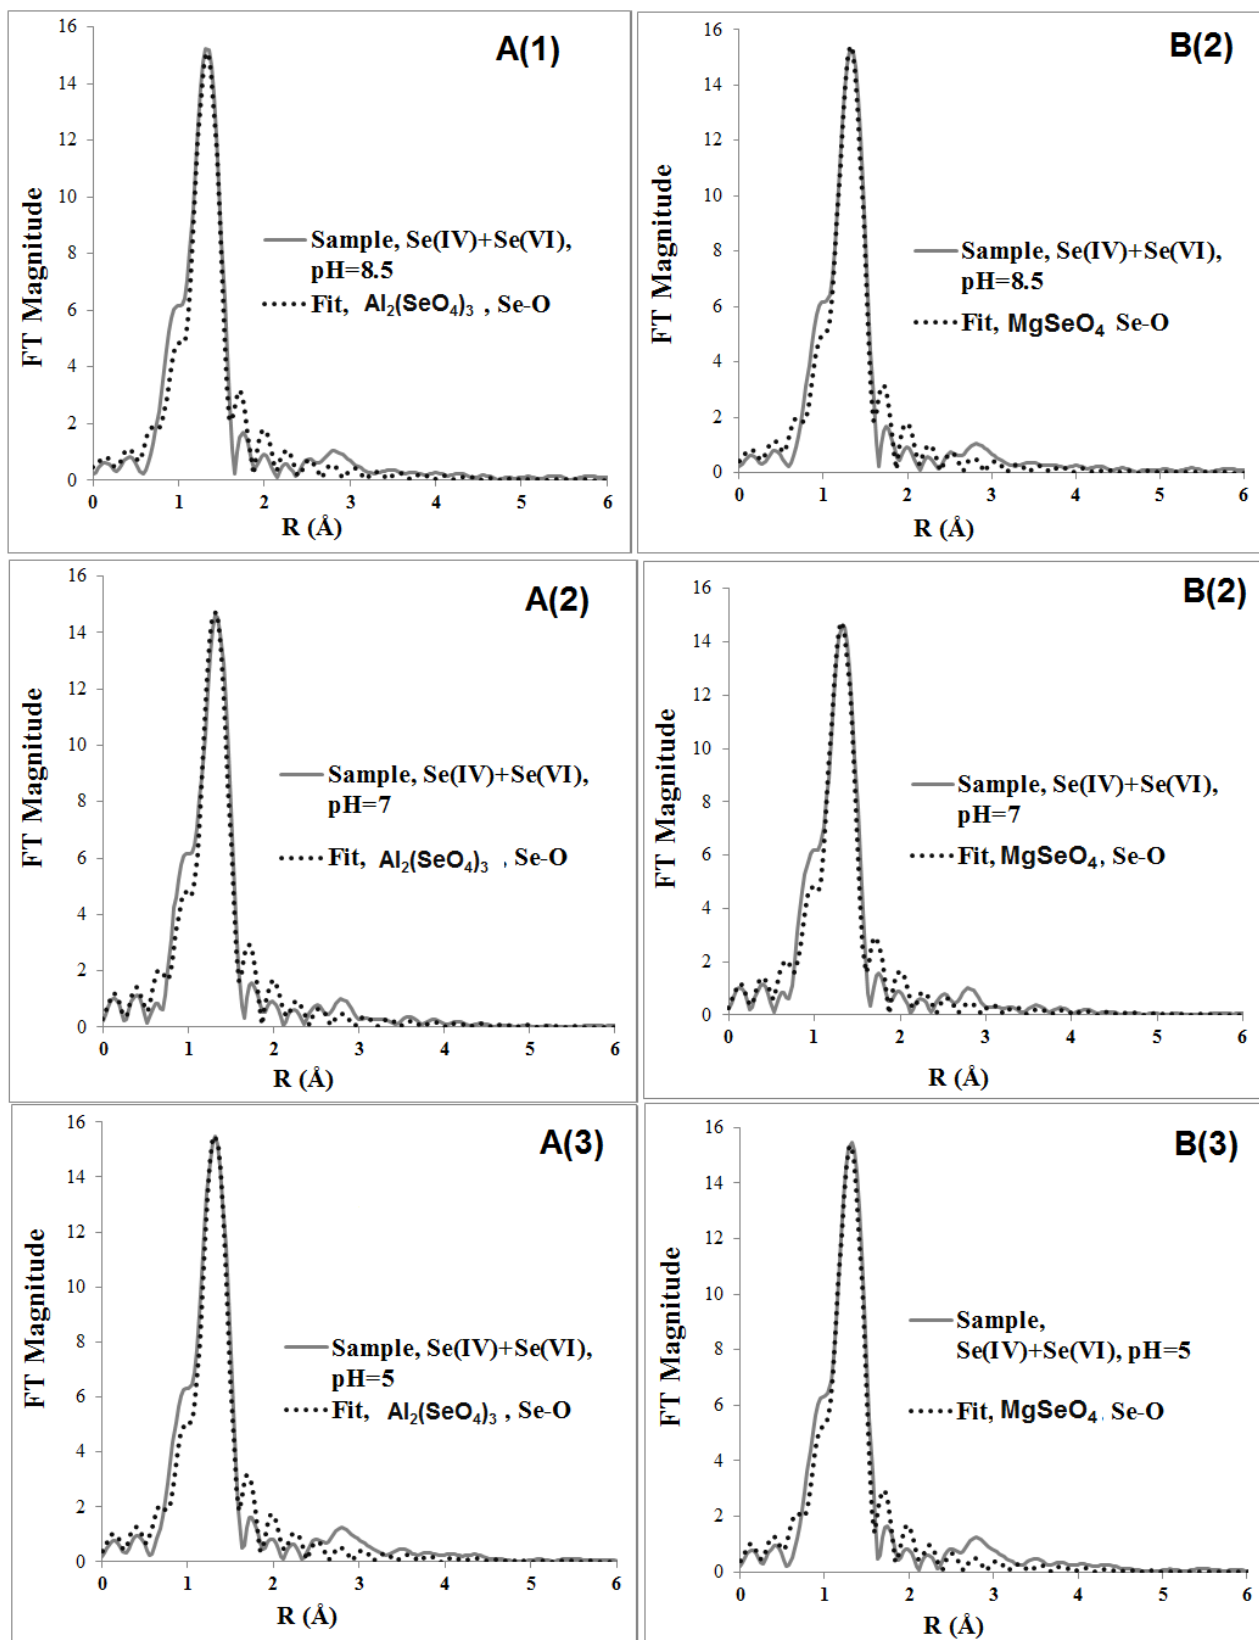 A(1)
16
14
12
10
8
6
4
2
0
FT Magnitude
Sample, Se(IV)+Se(VI),
pH=8.5
Fit, Al₂(SeO₄)₃ , Se-O
0 1 2 3 4 5 6
R (Å)
B(2)
16
14
12
10
8
6
4
2
0
FT Magnitude
Sample, Se(IV)+Se(VI),
pH=8.5
Fit, MgSeO₄ Se-O
0 1 2 3 4 5 6
R (Å)
A(2)
16
14
12
10
8
6
4
2
0
FT Magnitude
Sample, Se(IV)+Se(VI),
pH=7
Fit, Al₂(SeO₄)₃ , Se-O
0 1 2 3 4 5 6
R (Å)
B(2)
16
14
12
10
8
6
4
2
0
FT Magnitude
Sample, Se(IV)+Se(VI),
pH=7
Fit, MgSeO₄, Se-O
0 1 2 3 4 5 6
R (Å)
A(3)
16
14
12
10
8
6
4
2
0
FT Magnitude
Sample, Se(IV)+Se(VI),
pH=5
Fit, Al₂(SeO₄)₃ , Se-O
0 1 2 3 4 5 6
R (Å)
B(3)
16
14
12
10
8
6
4
2
0
FT Magnitude
Sample,
Se(IV)+Se(VI), pH=5
Fit, MgSeO₄ , Se-O
0 1 2 3 4 5 6
R (Å)